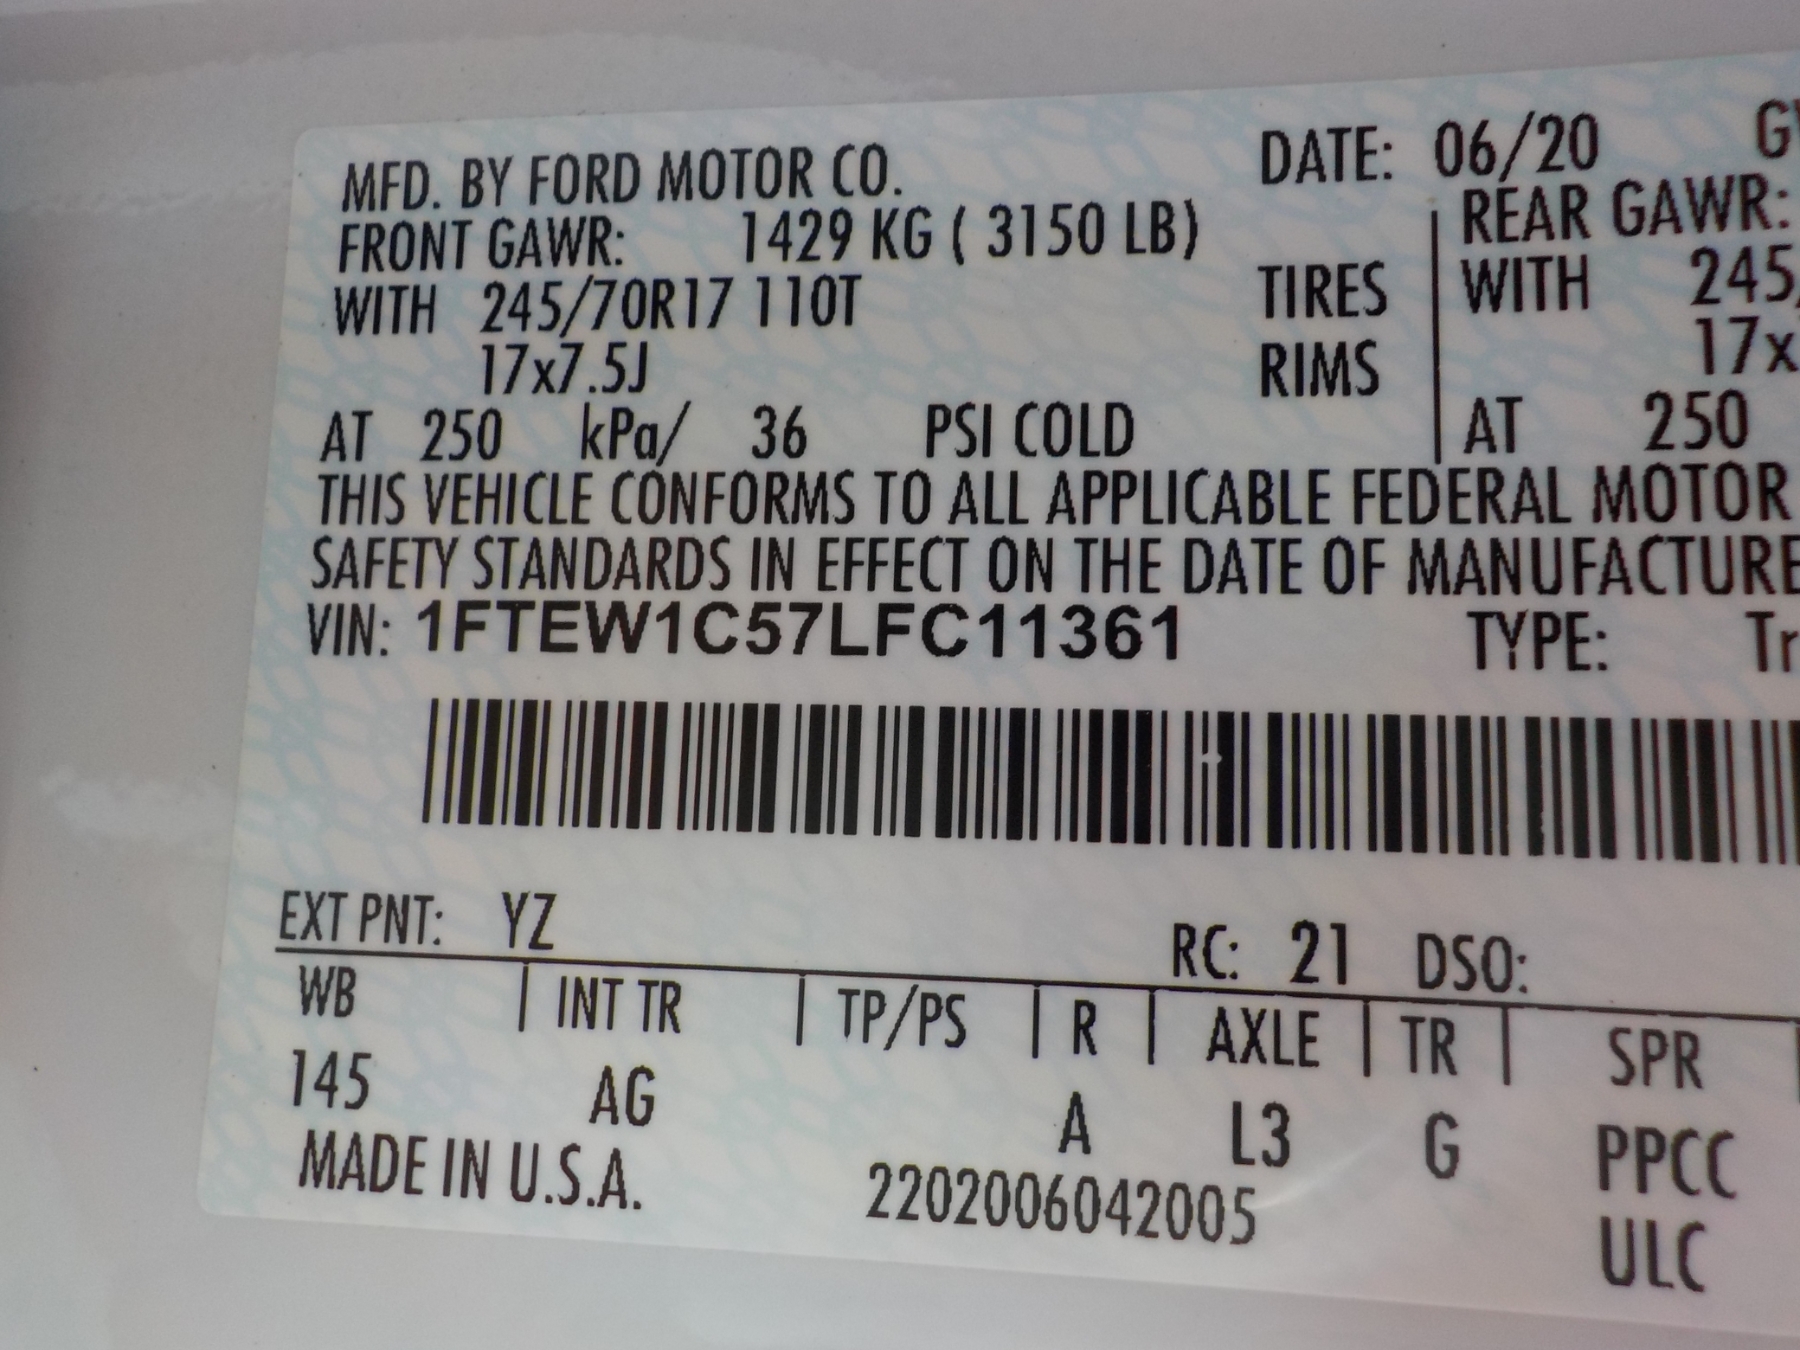 MFD. BY FORD MOTOR CO. DATE: 06/20
FRONT GAWR: 1429 KG ( 3150 LB) REAR GAWR:
WITH 245/70R17 110T TIRES WITH 245/
17x7.5J RIMS 17x
AT 250 kPa/ 36 PSI COLD AT 250
THIS VEHICLE CONFORMS TO ALL APPLICABLE FEDERAL MOTOR
SAFETY STANDARDS IN EFFECT ON THE DATE OF MANUFACTURE
VIN: 1FTEW1C57LFC11361 TYPE: Tr
EXT PNT: YZ RC: 21 DSO:
WB | INT TR | TP/PS | R | AXLE | TR | SPR
145 AG A L3 G PPCC
MADE IN U.S.A. 2202006042005 ULC